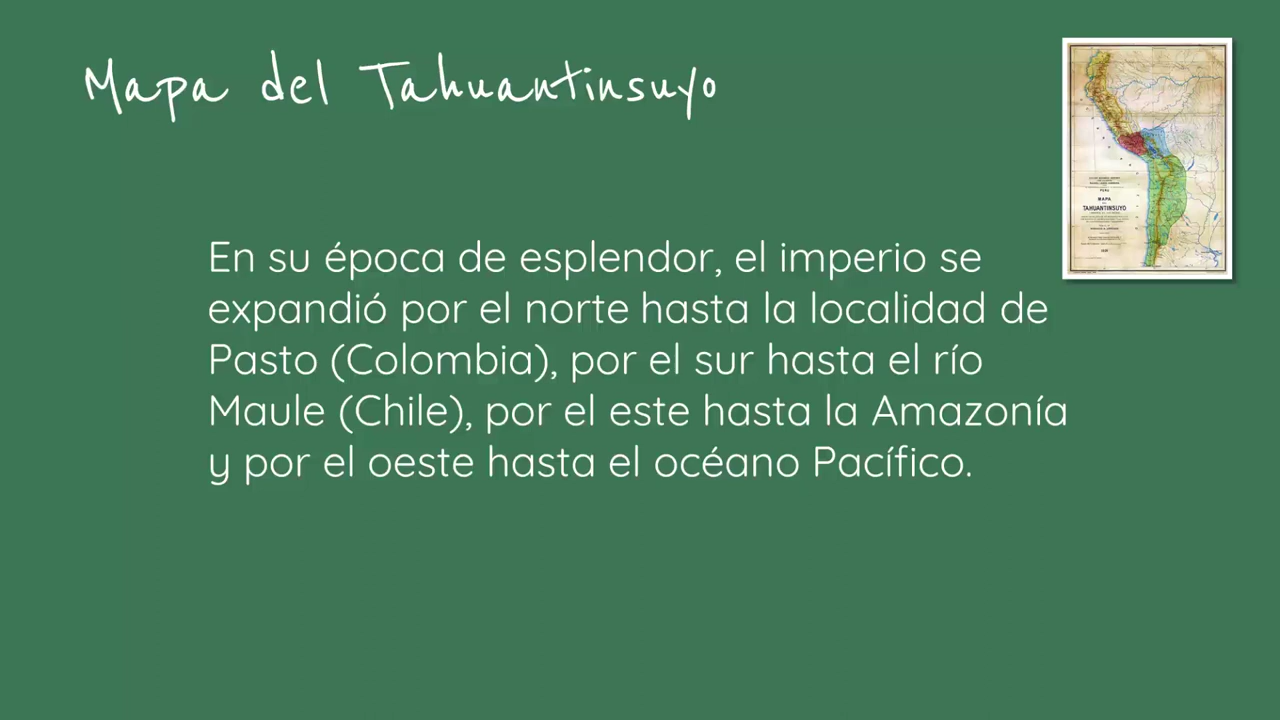 Mapa del Tahuantinsuyo
En su época de esplendor, el imperio se
expandió por el norte hasta la localidad de
Pasto (Colombia), por el sur hasta el río
Maule (Chile), por el este hasta la Amazonía
y por el oeste hasta el océano Pacífico.
MAPA
TAHUANTINSUYO